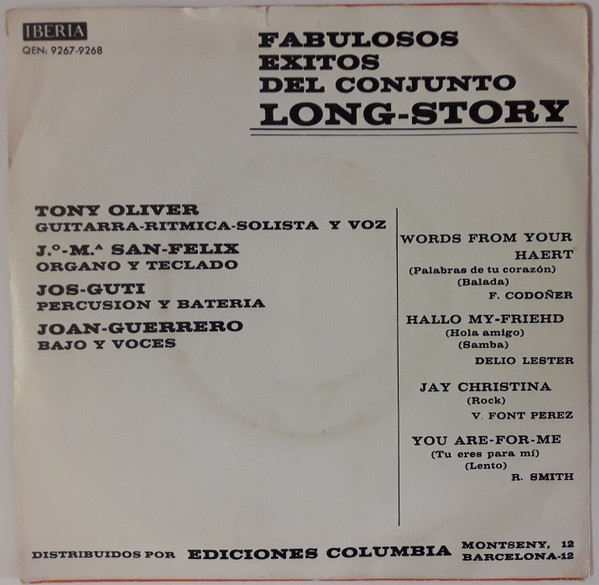 IBERIA
QEN: 9267-9268
FABULOSOS
EXITOS
DEL CONJUNTO
LONG-STORY
TONY OLIVER
GUITARRA-RITMICA-SOLISTA Y VOZ
J.º-M.ª SAN-FELIX
ORGANO Y TECLADO
JOS-GUTI
PERCUSION Y BATERIA
JOAN-GUERRERO
BAJO Y VOCES
WORDS FROM YOUR
HAERT
(Palabras de tu corazón)
(Balada)
F. CODOÑER
HALLO MY-FRIEHD
(Hola amigo)
(Samba)
DELIO LESTER
JAY CHRISTINA
(Rock)
V. FONT PEREZ
YOU ARE-FOR-ME
(Tu eres para mí)
(Lento)
R. SMITH
DISTRIBUIDOS POR EDICIONES COLUMBIA
MONTSENY, 12
BARCELONA-12